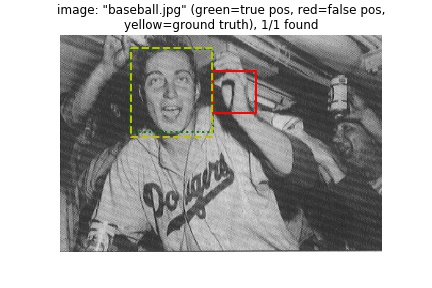 image: "baseball.jpg" (green=true pos, red=false pos,
yellow=ground truth), 1/1 found
Dodgers